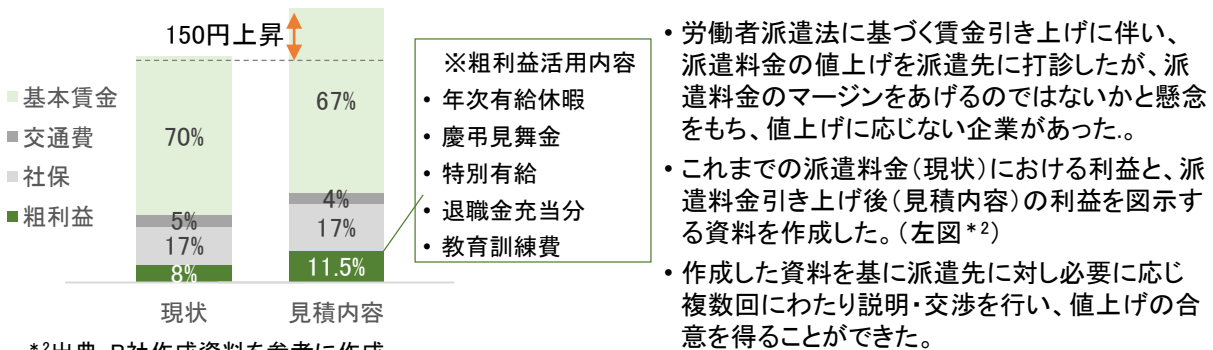 150円上昇
基本賃金
交通費
社保
粗利益
70%
5%
17%
8%
67%
4%
17%
11.5%
現状
見積内容
※粗利益活用内容
• 年次有給休暇
• 慶弔見舞金
• 特別有給
• 退職金充当分
• 教育訓練費
• 労働者派遣法に基づく賃金引き上げに伴い、
派遣料金の値上げを派遣先に打診したが、派
遣料金のマージンをあげるのではないかと懸念
をもち、値上げに応じない企業があった.。
• これまでの派遣料金(現状)における利益と、派
遣料金引き上げ後(見積内容)の利益を図示す
る資料を作成した。(左図*2)
• 作成した資料を基に派遣先に対し必要に応じ
複数回にわたり説明・交渉を行い、値上げの合
意を得ることができた。